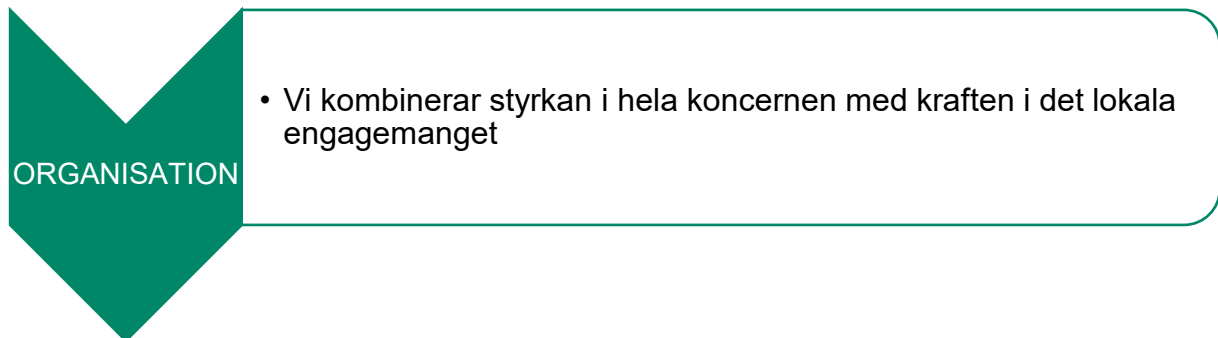 ORGANISATION
• Vi kombinerar styrkan i hela koncernen med kraften i det lokala
engagemanget